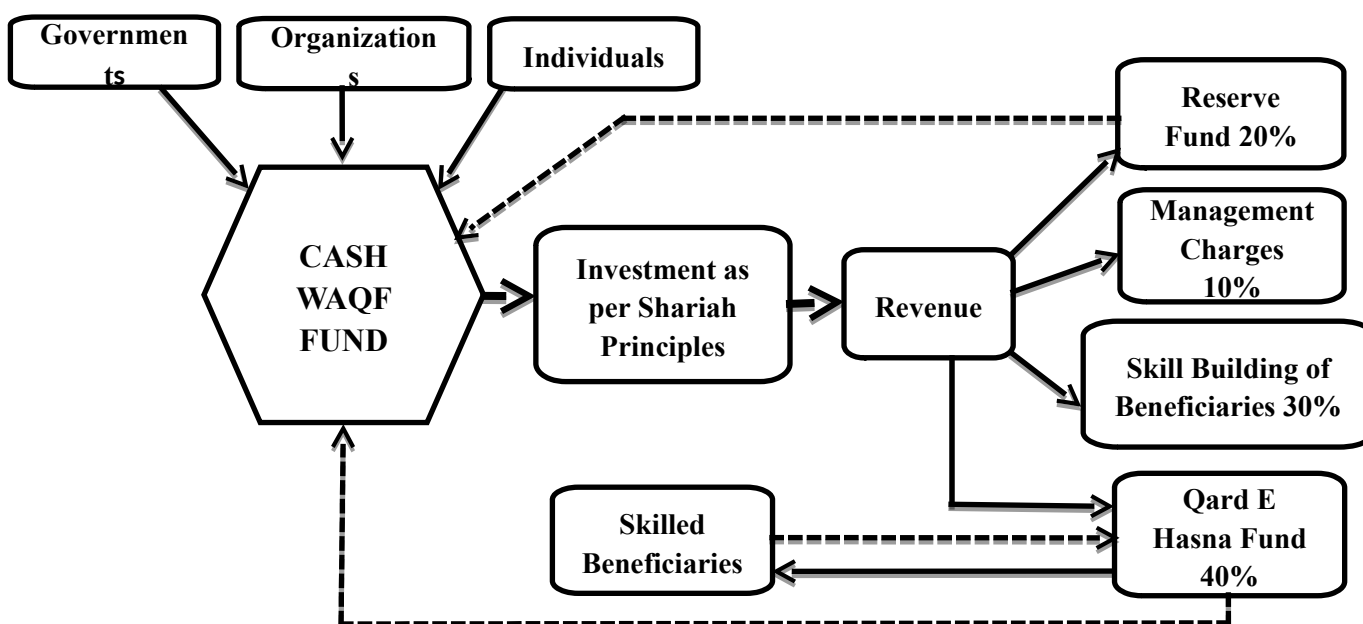 Governmen
ts
Organization
s
Individuals
Reserve
Fund 20%
Management
Charges
10%
CASH
WAQF
FUND
Investment as
per Shariah
Principles
Revenue
Skill Building of
Beneficiaries 30%
Skilled
Beneficiaries
Qard E
Hasna Fund
40%